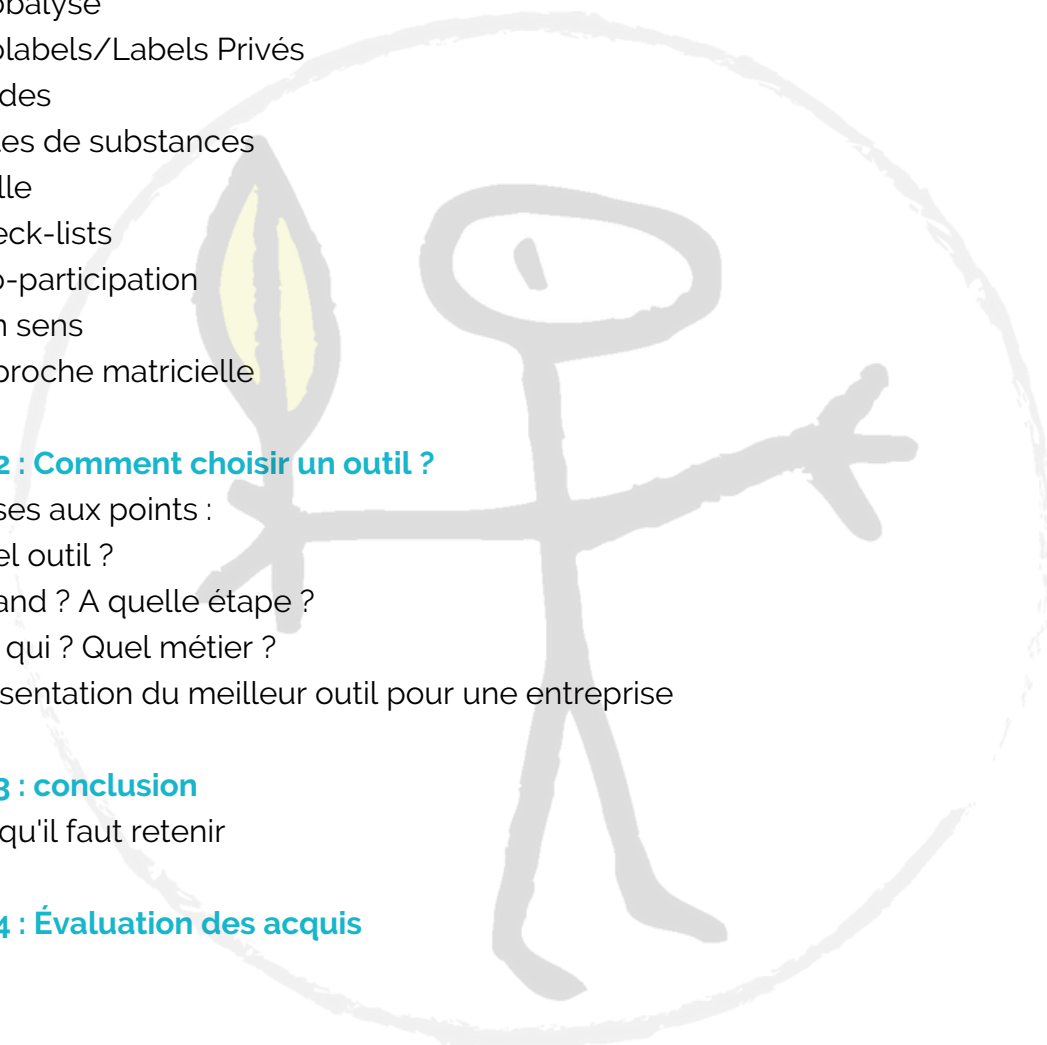 obalyse
olabels/Labels Privés
des
tes de substances
lle
eck-lists
o-participation
n sens
proche matricielle
2 : Comment choisir un outil ?
ses aux points :
el outil ?
and ? A quelle étape ?
qui ? Quel métier ?
sentation du meilleur outil pour une entreprise
3 : conclusion
qu'il faut retenir
4 : Évaluation des acquis